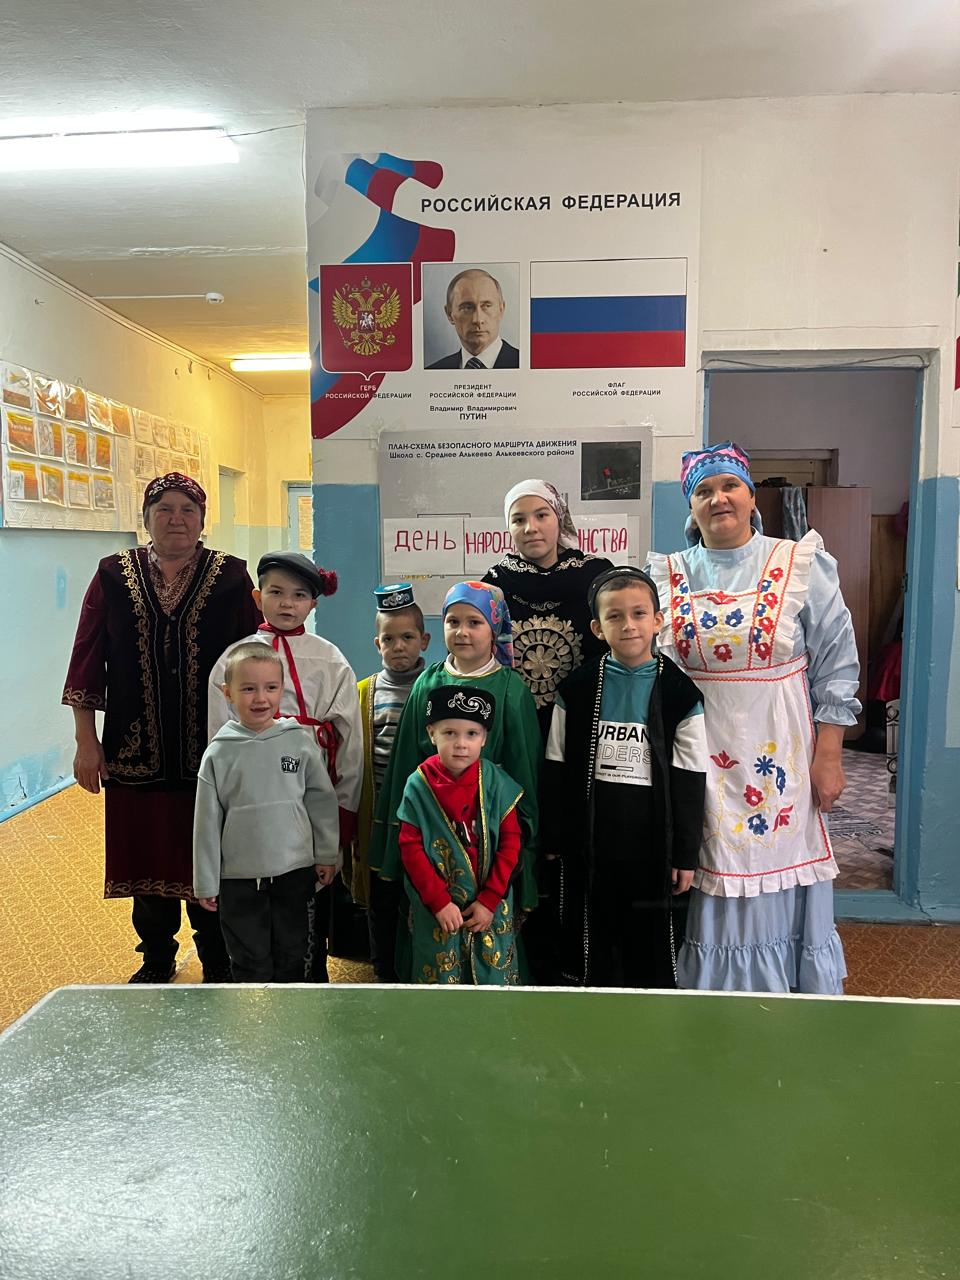 РОССИЙСКАЯ ФЕДЕРАЦИЯ
ГЕРБ
РОССИЙСКОЙ ФЕДЕРАЦИИ
ПРЕЗИДЕНТ
РОССИЙСКОЙ ФЕДЕРАЦИИ
Владимир Владимирович
ПУТИН
ФЛАГ
РОССИЙСКОЙ ФЕДЕРАЦИИ
ПЛАН-СХЕМА БЕЗОПАСНОГО МАРШРУТА ДВИЖЕНИЯ
Школа с. Среднее Алькеево Алькеевского района
ДЕНЬ НАРОД ИНСТВА
URBAN